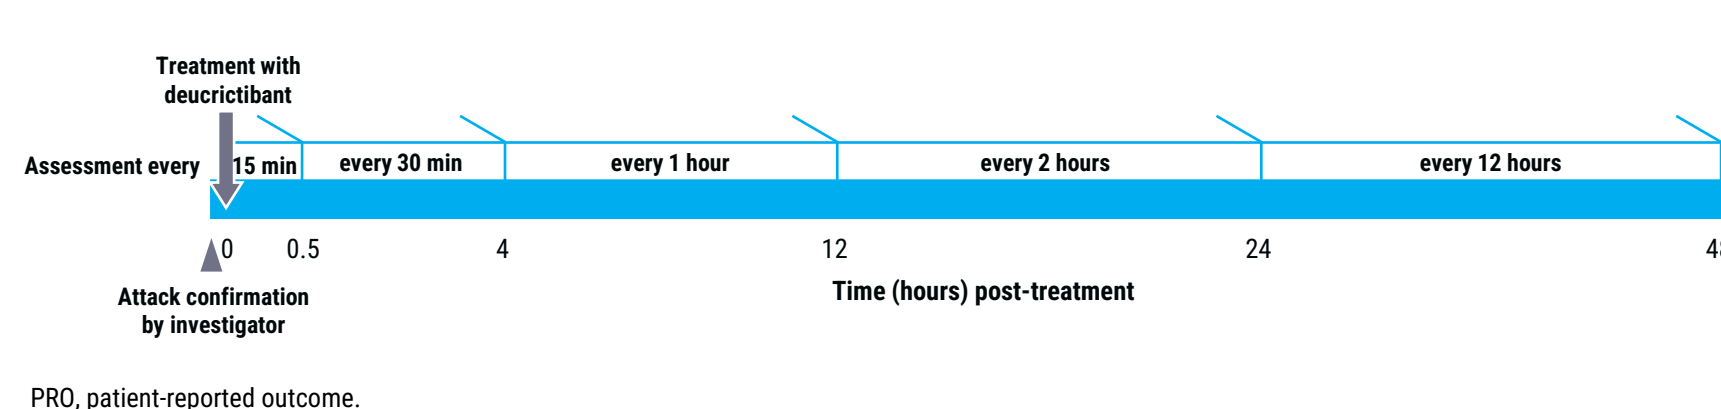 Treatment with
deucrictibant
Assessment every
15 min
every 30 min
every 1 hour
every 2 hours
every 12 hours
0
0.5
4
12
24
Time (hours) post-treatment
Attack confirmation
by investigator
PRO, patient-reported outcome.